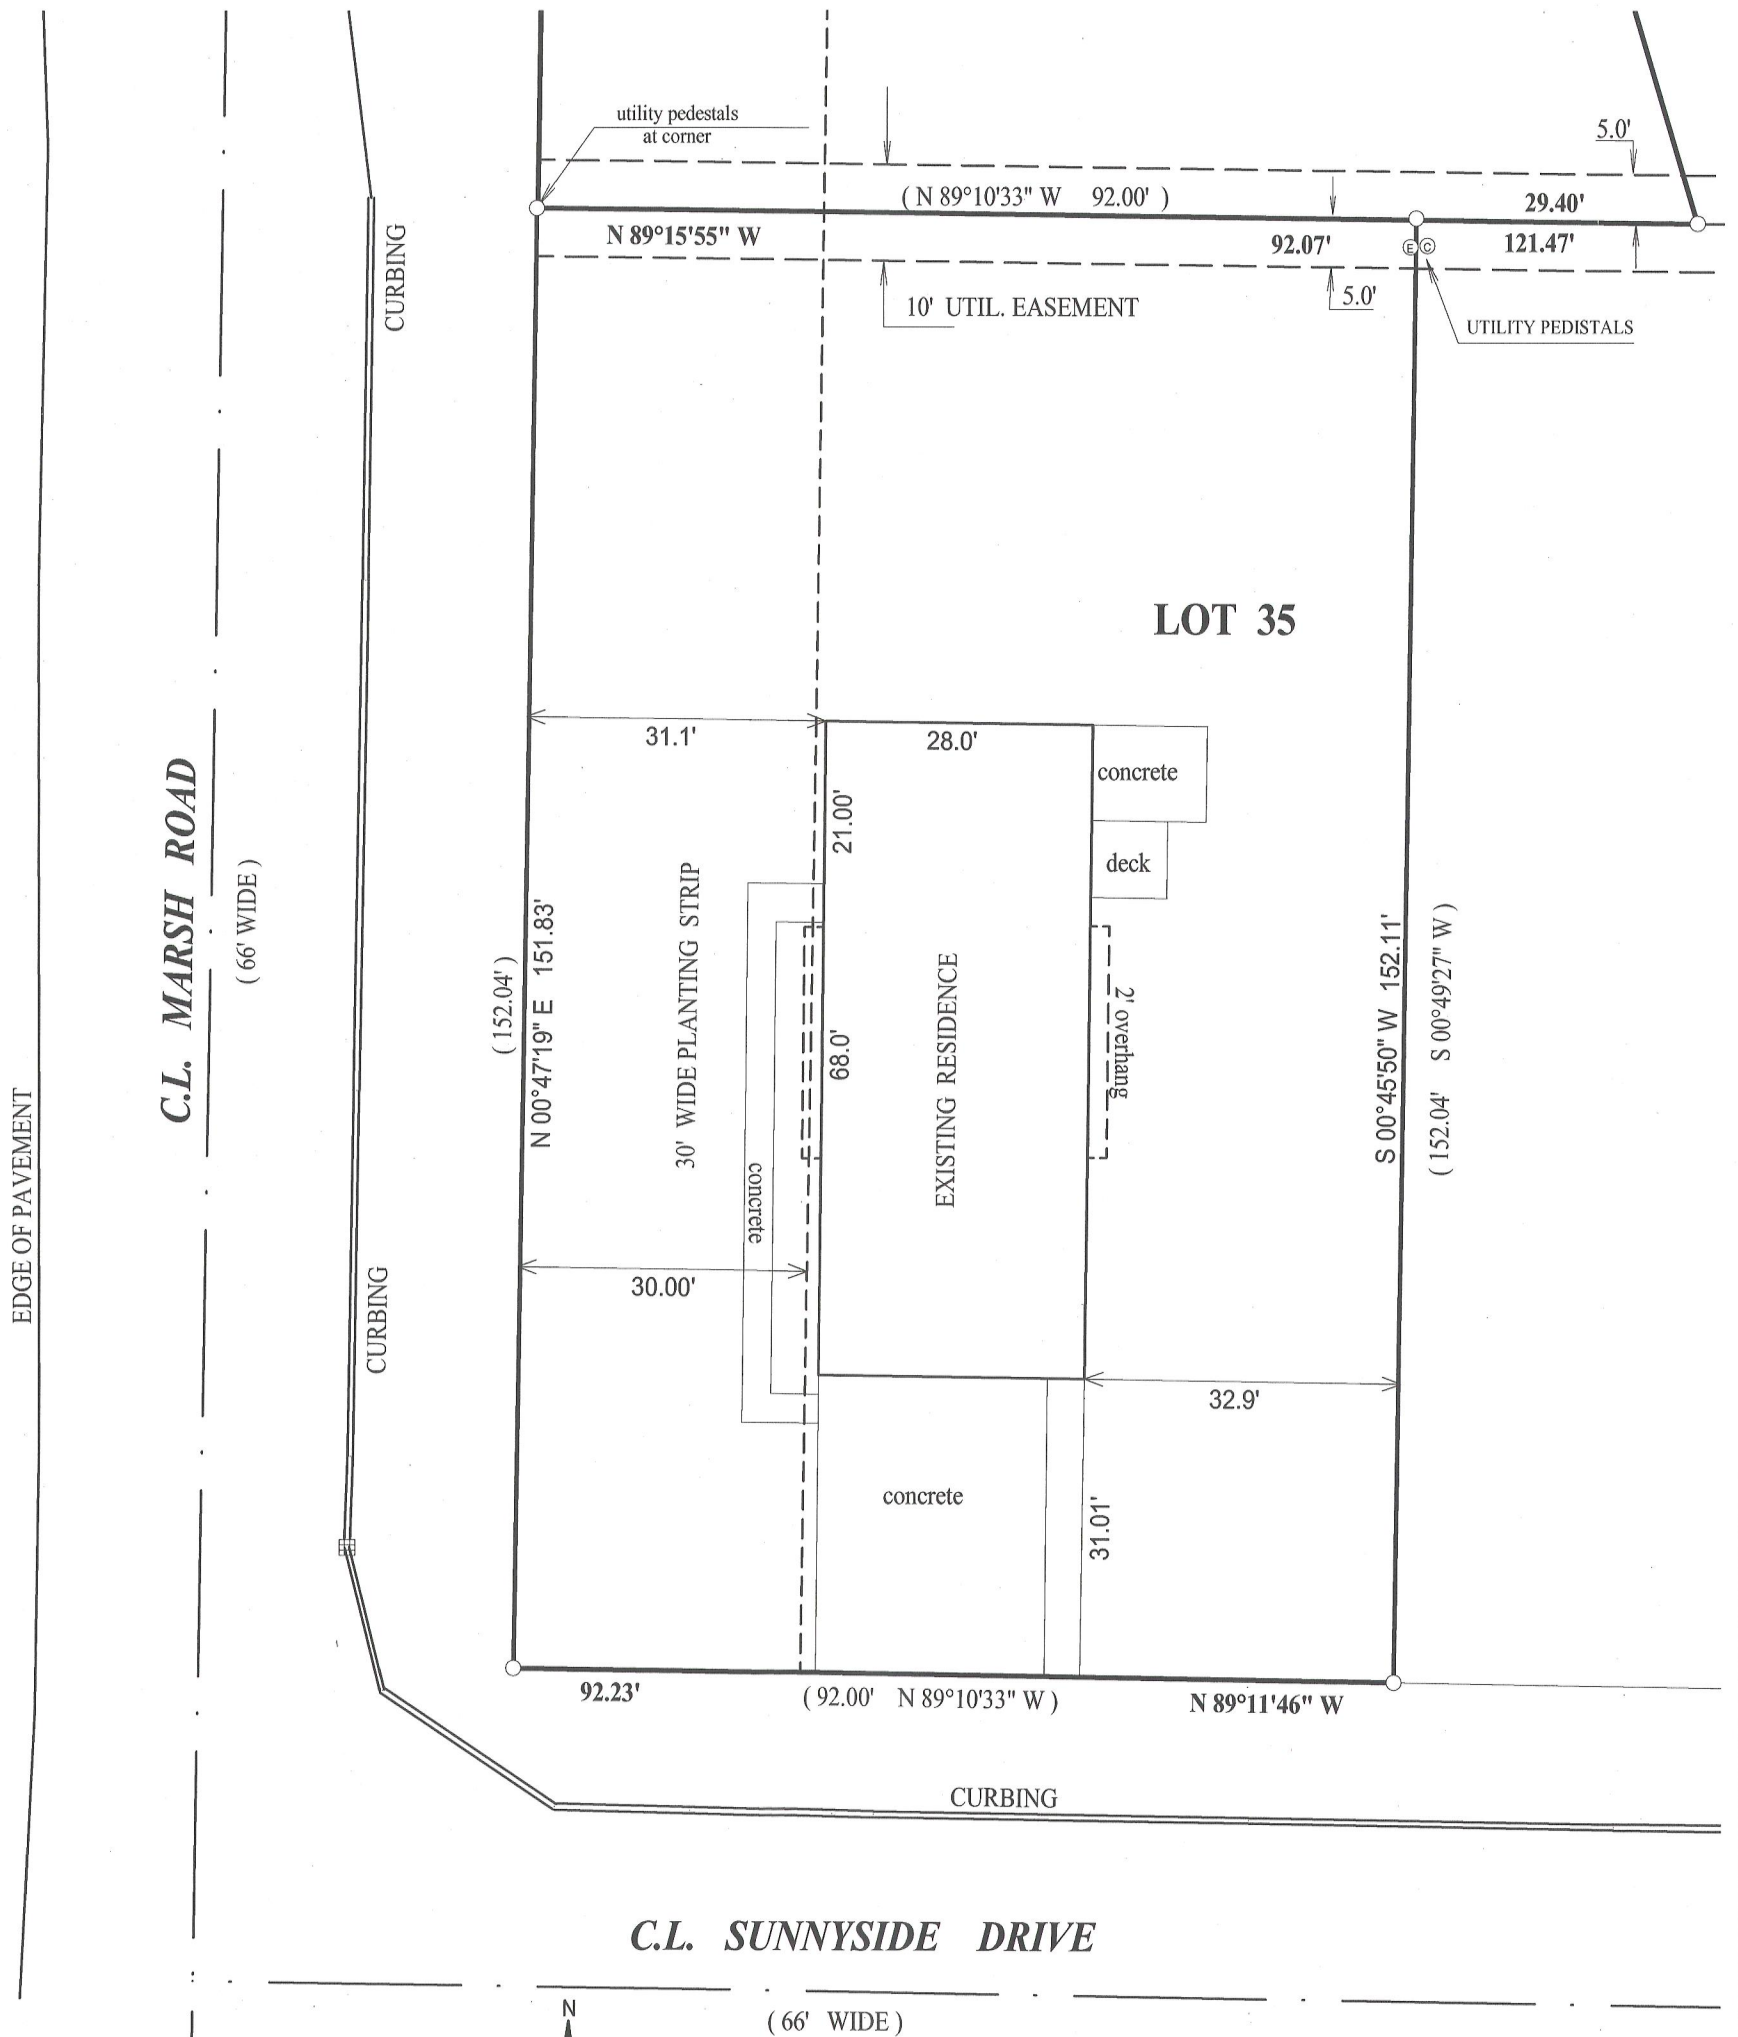 utility pedestals
at corner
5.0'
( N 89°10'33" W 92.00' )
29.40'
N 89°15'55" W
92.07'
E
C
121.47'
10' UTIL. EASEMENT
5.0'
UTILITY PEDISTALS
CURBING
LOT 35
31.1'
28.0'
concrete
21.00'
deck
C.L. MARSH ROAD
( 66' WIDE )
( 152.04' )
N 00°47'19" E 151.83'
30' WIDE PLANTING STRIP
68.0'
EXISTING RESIDENCE
2' overhang
S 00°45'50" W 152.11'
( 152.04' S 00°49'27" W )
EDGE OF PAVEMENT
concrete
30.00'
CURBING
32.9'
concrete
31.01'
92.23'
( 92.00' N 89°10'33" W )
N 89°11'46" W
CURBING
C.L. SUNNYSIDE DRIVE
N
( 66' WIDE )